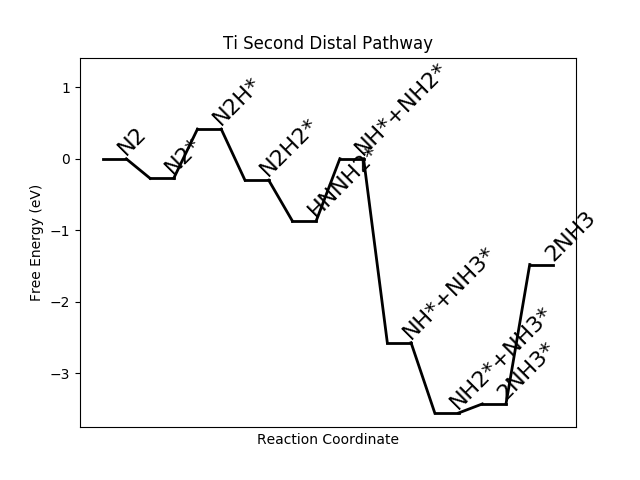 Ti Second Distal Pathway
Free Energy (eV)
1
0
−1
−2
−3
N2
N2*
N2H*
N2H2*
HNNH2*
NH*+NH2*
NH*+NH3*
NH2*+NH3*
2NH3*
2NH3
Reaction Coordinate